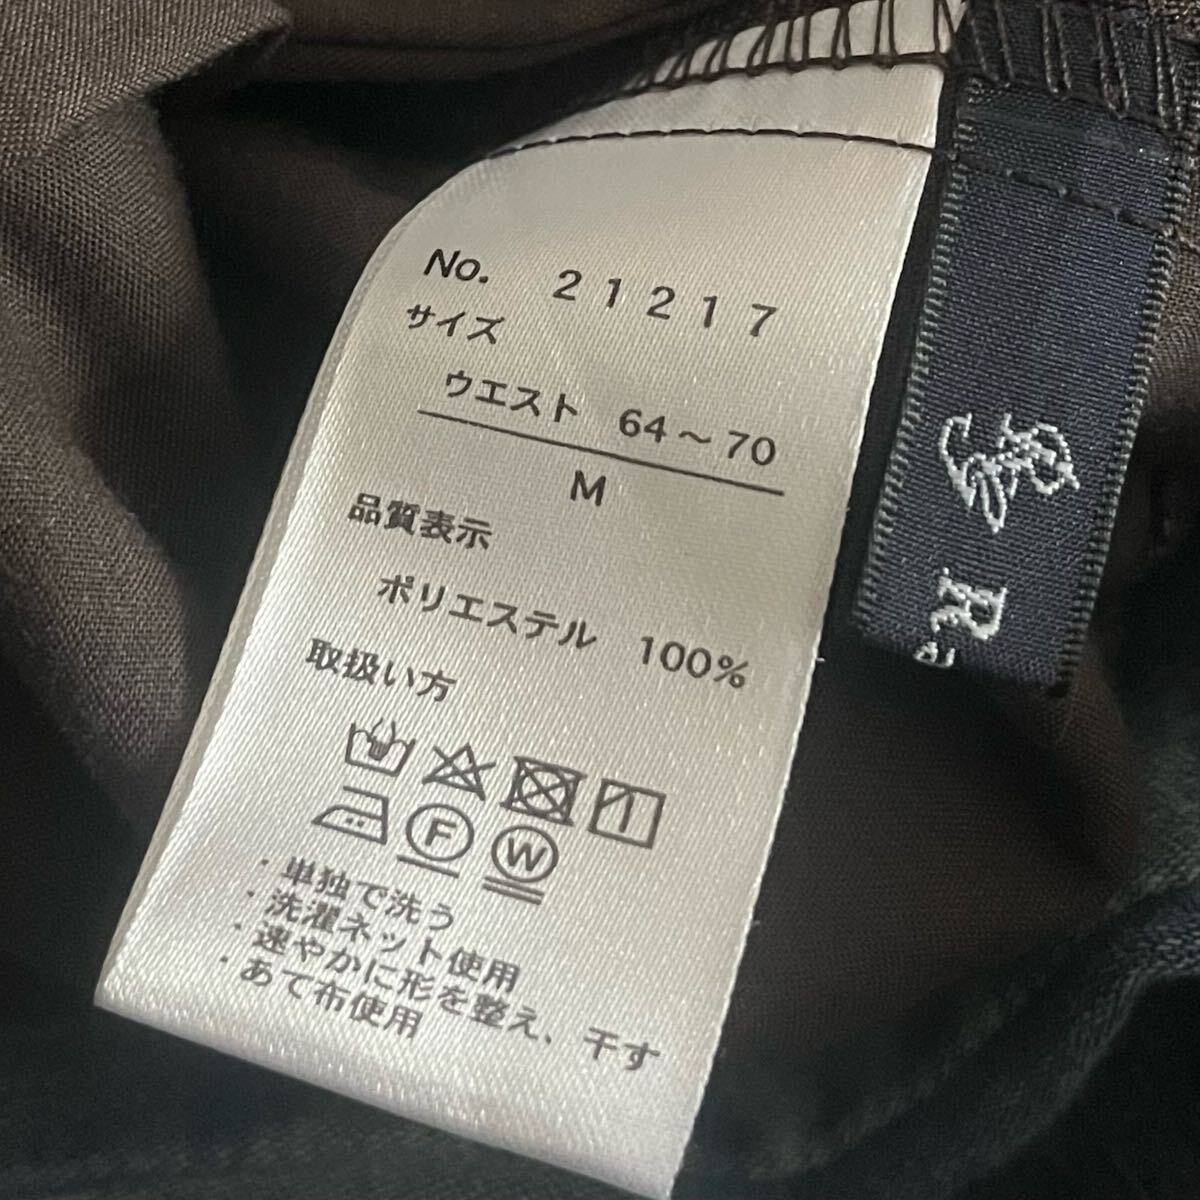 No. 21217
サイズ
ウエスト 64～70
M
品質表示
ポリエステル 100%
取扱い方
F W
・単独で洗う
・洗濯ネット使用
・速やかに形を整え、干す
・あて布使用
R.